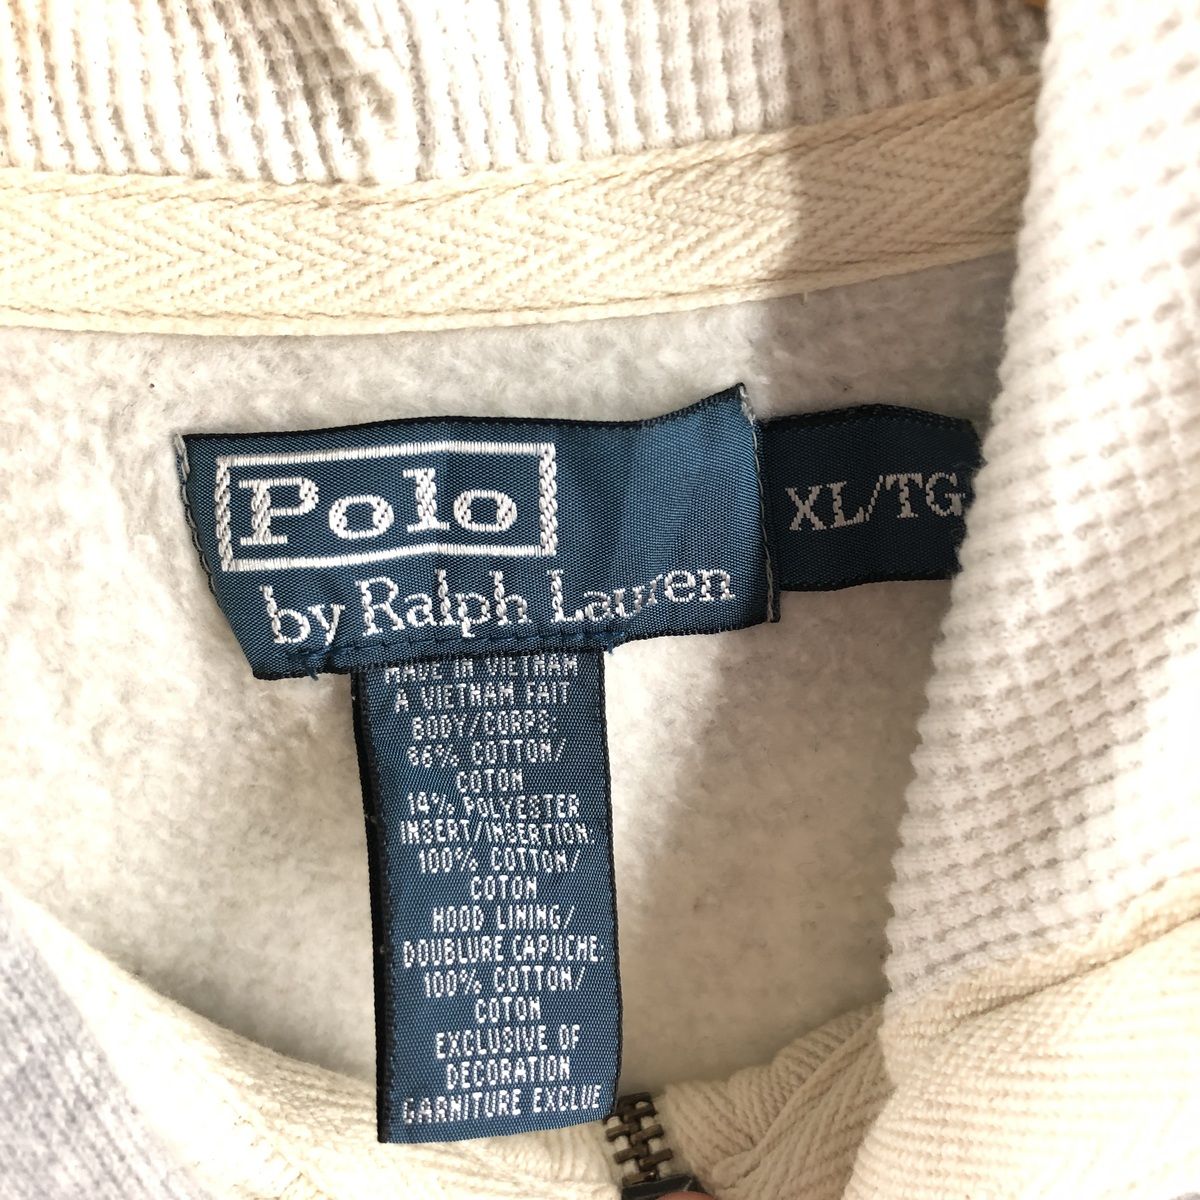 Polo
by Ralph Lauren
XL/TG
MADE IN VIETNAM
A VIETNAM FAIT
BODY/CORPS:
86% COTTON/
COTON
14% POLYESTER
INSERT/INSERTION
100% COTTON/
COTON
HOOD LINING/
DOUBLURE CAPUCHE
100% COTTON/
COTON
EXCLUSIVE OF
DECORATION
GARNITURE EXCLUE